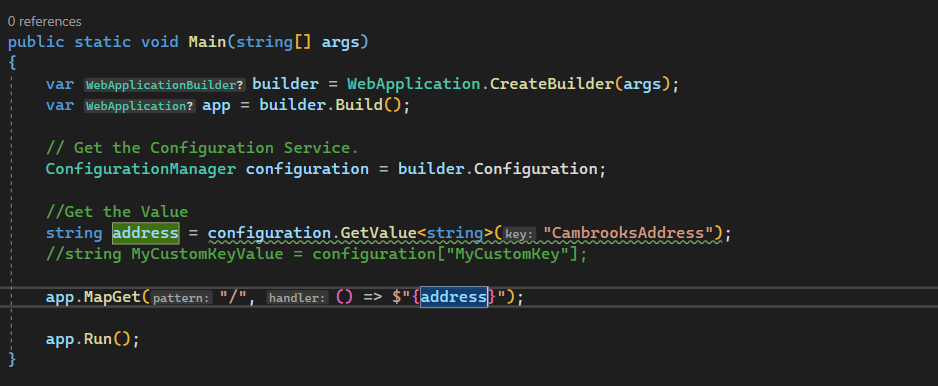 0 references
public static void Main(string[] args)
{
var WebApplicationBuilder? builder = WebApplication.CreateBuilder(args);
var WebApplication? app = builder.Build();
// Get the Configuration Service.
ConfigurationManager configuration = builder.Configuration;
//Get the Value
string address = configuration.GetValue<string>(key: "CambrooksAddress");
//string MyCustomKeyValue = configuration["MyCustomKey"];
app.MapGet(pattern: "/", handler: () => $"{address}");
app.Run();
}